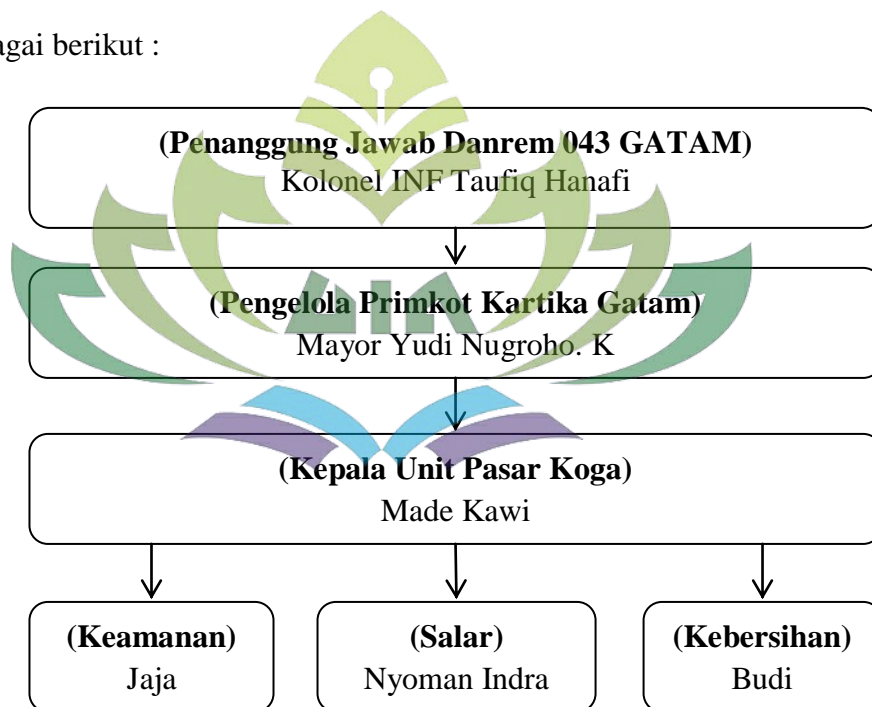 agai berikut :
(Penanggung Jawab Danrem 043 GATAM)
Kolonel INF Taufiq Hanafi
(Pengelola Primkot Kartika Gatam)
Mayor Yudi Nugroho. K
(Kepala Unit Pasar Koga)
Made Kawi
(Keamanan)
Jaja
(Salar)
Nyoman Indra
(Kebersihan)
Budi